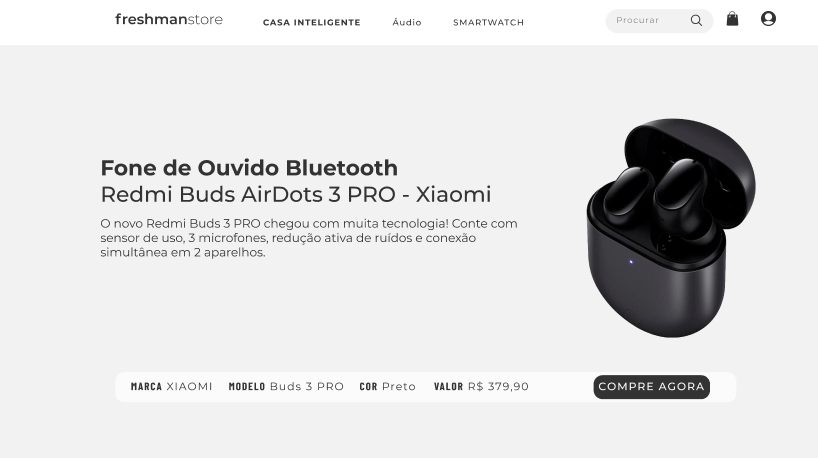 freshmanstore
CASA INTELIGENTE
Áudio
SMARTWATCH
Procurar
Fone de Ouvido Bluetooth
Redmi Buds AirDots 3 PRO - Xiaomi
O novo Redmi Buds 3 PRO chegou com muita tecnologia! Conte com
sensor de uso, 3 microfones, redução ativa de ruídos e conexão
simultânea em 2 aparelhos.
MARCA XIAOMI MODELO Buds 3 PRO COR Preto VALOR R$ 379,90
COMPRE AGORA